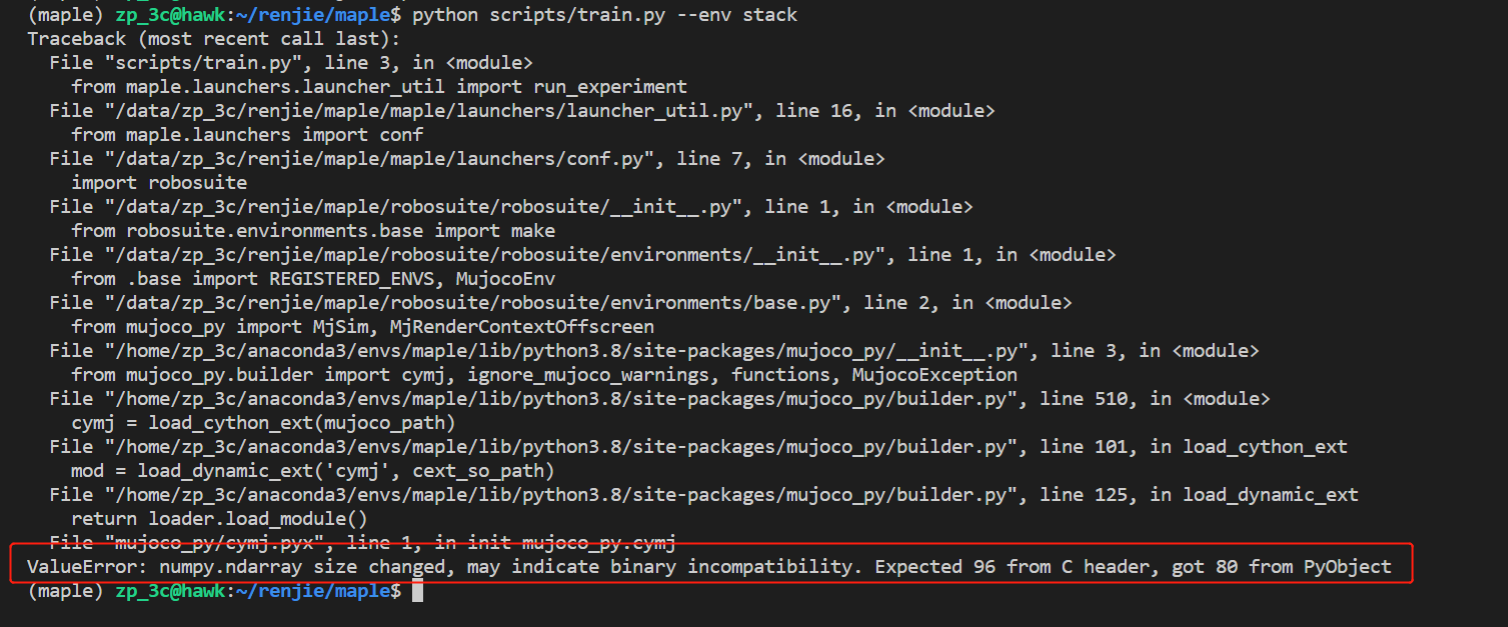 (maple) zp_3c@hawk:~/renjie/maple$ python scripts/train.py --env stack
Traceback (most recent call last):
  File "scripts/train.py", line 3, in <module>
    from maple.launchers.launcher_util import run_experiment
  File "/data/zp_3c/renjie/maple/maple/launchers/launcher_util.py", line 16, in <module>
    from maple.launchers import conf
  File "/data/zp_3c/renjie/maple/maple/launchers/conf.py", line 7, in <module>
    import robosuite
  File "/data/zp_3c/renjie/maple/robosuite/robosuite/__init__.py", line 1, in <module>
    from robosuite.environments.base import make
  File "/data/zp_3c/renjie/maple/robosuite/robosuite/environments/__init__.py", line 1, in <module>
    from .base import REGISTERED_ENVS, MujocoEnv
  File "/data/zp_3c/renjie/maple/robosuite/robosuite/environments/base.py", line 2, in <module>
    from mujoco_py import MjSim, MjRenderContextOffscreen
  File "/home/zp_3c/anaconda3/envs/maple/lib/python3.8/site-packages/mujoco_py/__init__.py", line 3, in <module>
    from mujoco_py.builder import cymj, ignore_mujoco_warnings, functions, MujocoException
  File "/home/zp_3c/anaconda3/envs/maple/lib/python3.8/site-packages/mujoco_py/builder.py", line 510, in <module>
    cymj = load_cython_ext(mujoco_path)
  File "/home/zp_3c/anaconda3/envs/maple/lib/python3.8/site-packages/mujoco_py/builder.py", line 101, in load_cython_ext
    mod = load_dynamic_ext('cymj', cext_so_path)
  File "/home/zp_3c/anaconda3/envs/maple/lib/python3.8/site-packages/mujoco_py/builder.py", line 125, in load_dynamic_ext
    return loader.load_module()
  File "mujoco_py/cymj.pyx", line 1, in init mujoco_py.cymj
ValueError: numpy.ndarray size changed, may indicate binary incompatibility. Expected 96 from C header, got 80 from PyObject
(maple) zp_3c@hawk:~/renjie/maple$